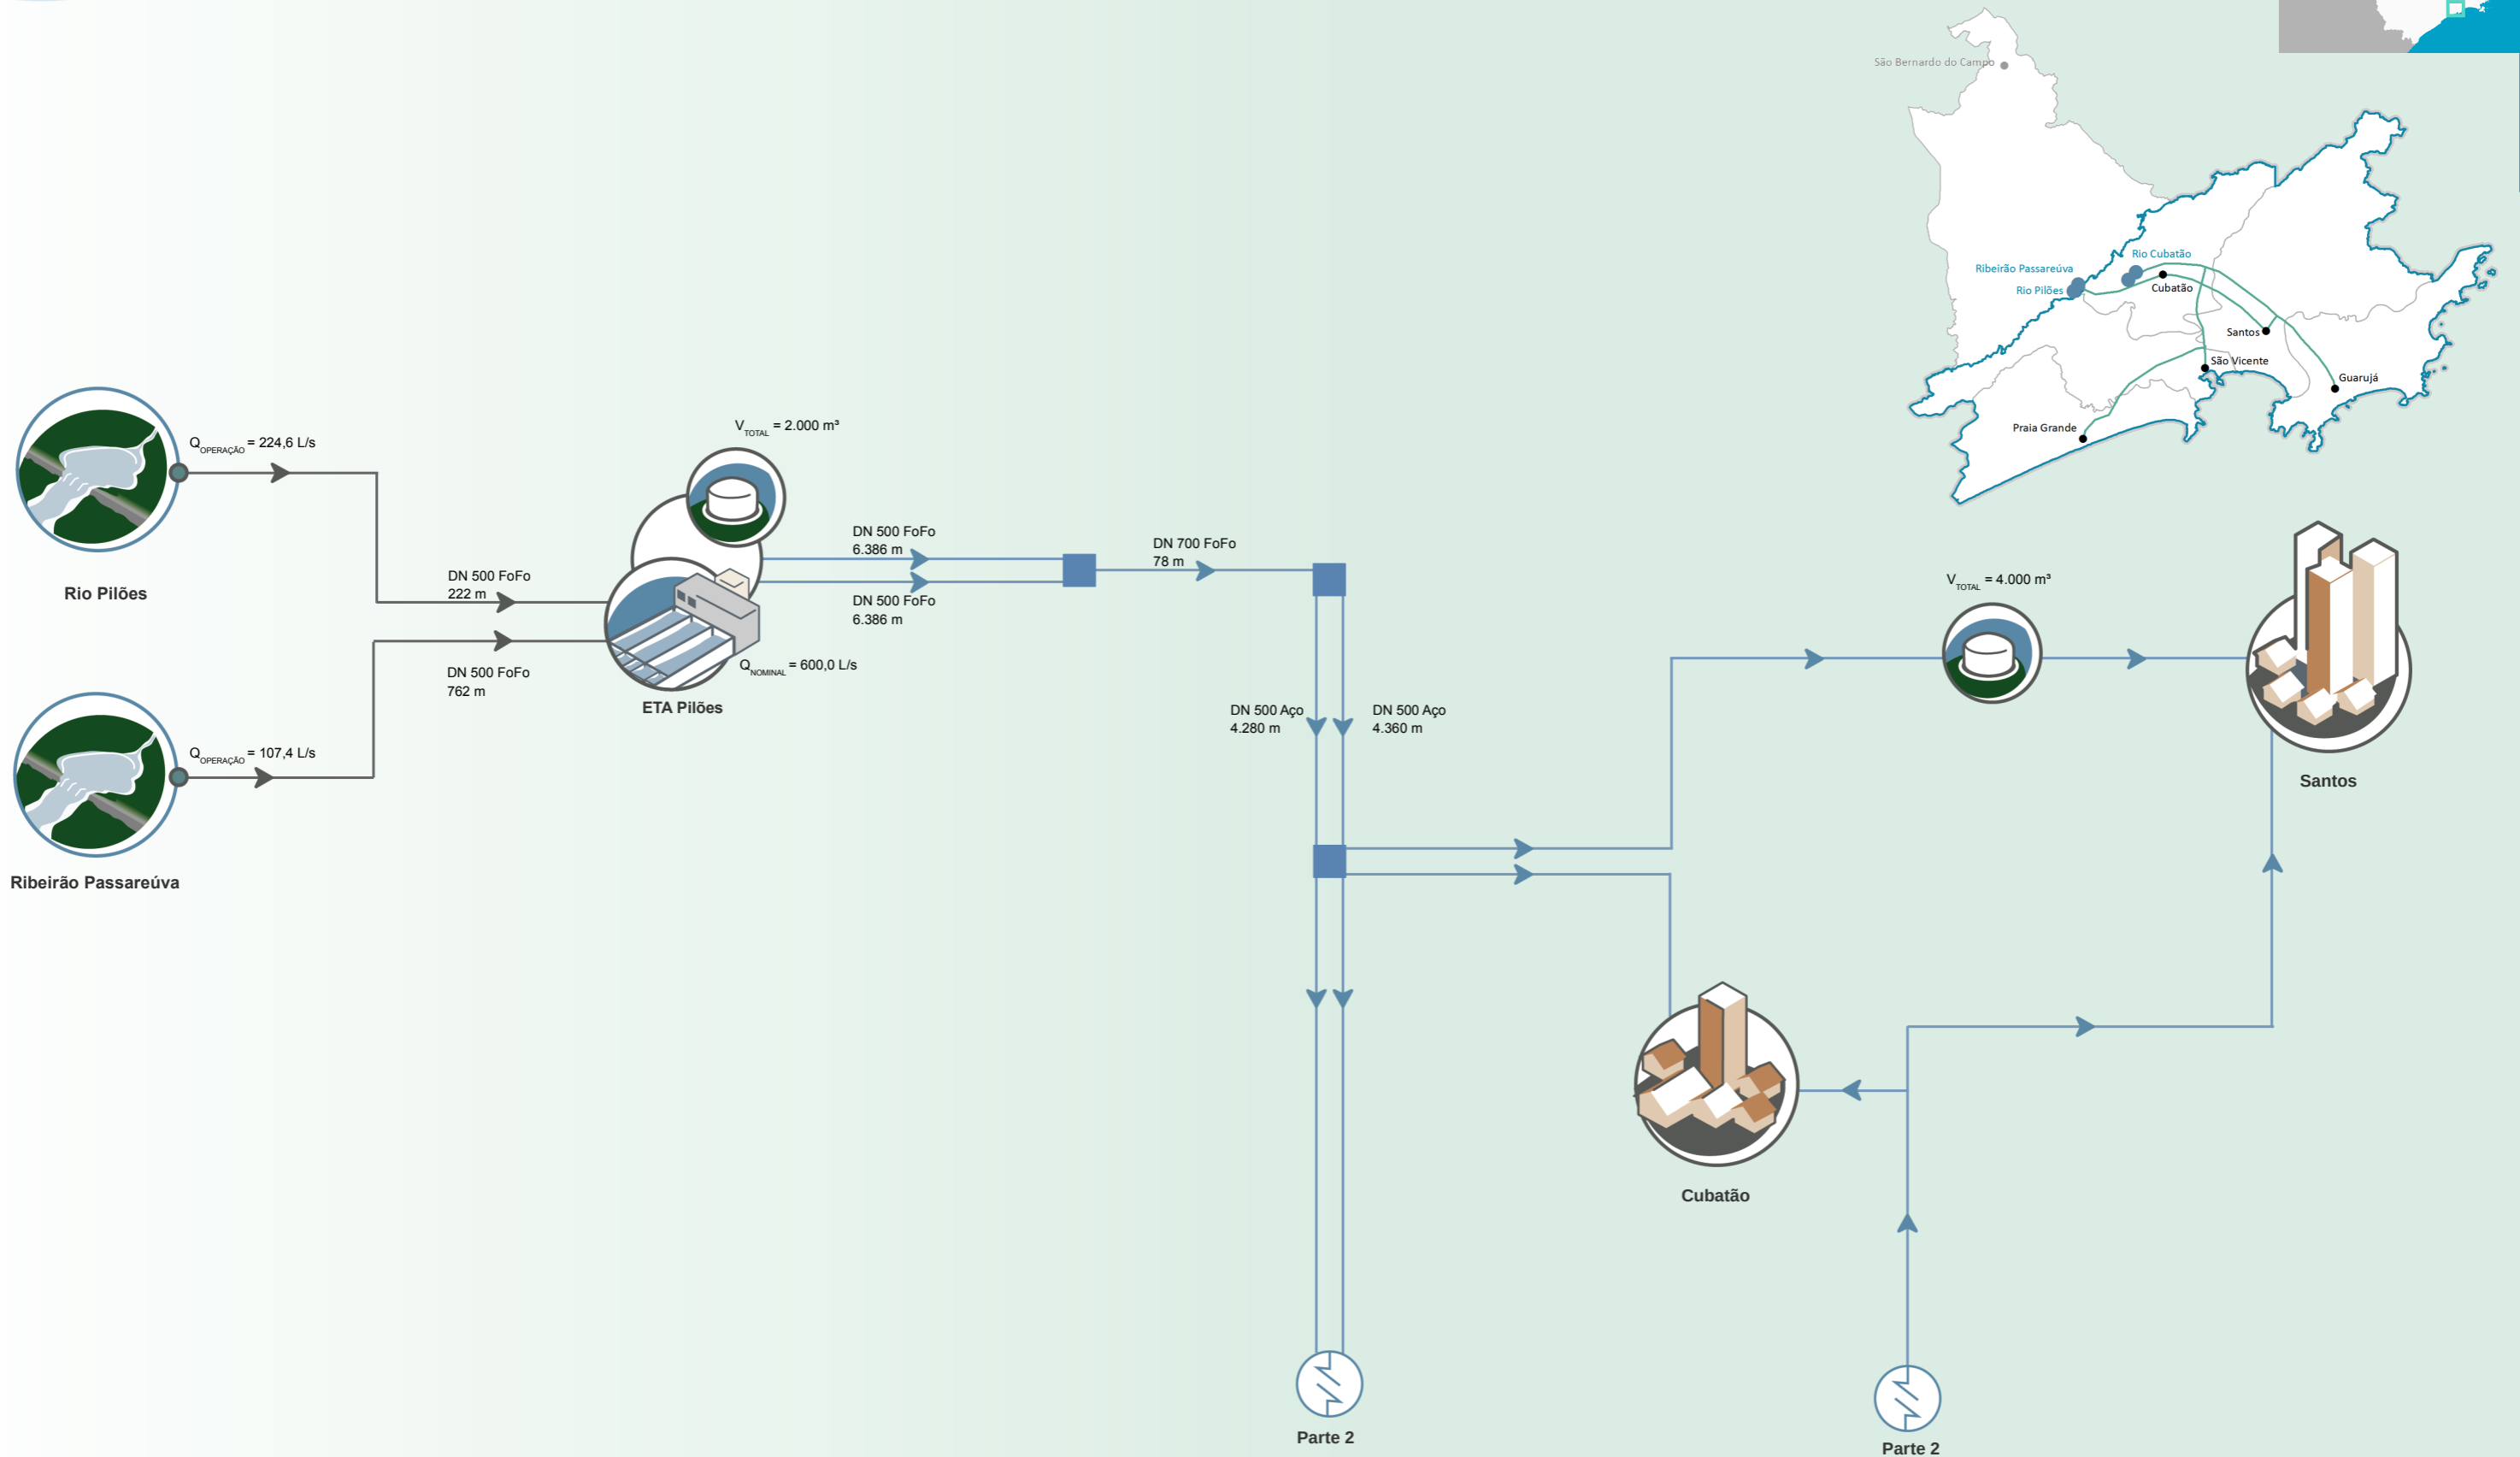 São Bernardo do Campo
Rio Cubatão
Ribeirão Passareúva
Rio Pilões
Cubatão
Santos
São Vicente
Guarujá
Praia Grande
Q OPERAÇÃO = 224,6 L/s
Rio Pilões
DN 500 FoFo
222 m
Q OPERAÇÃO = 107,4 L/s
Ribeirão Passareúva
DN 500 FoFo
762 m
V TOTAL = 2.000 m³
Q NOMINAL = 600,0 L/s
ETA Pilões
DN 500 FoFo
6.386 m
DN 500 FoFo
6.386 m
DN 700 FoFo
78 m
DN 500 Aço
4.280 m
DN 500 Aço
4.360 m
V TOTAL = 4.000 m³
Santos
Cubatão
Parte 2
Parte 2